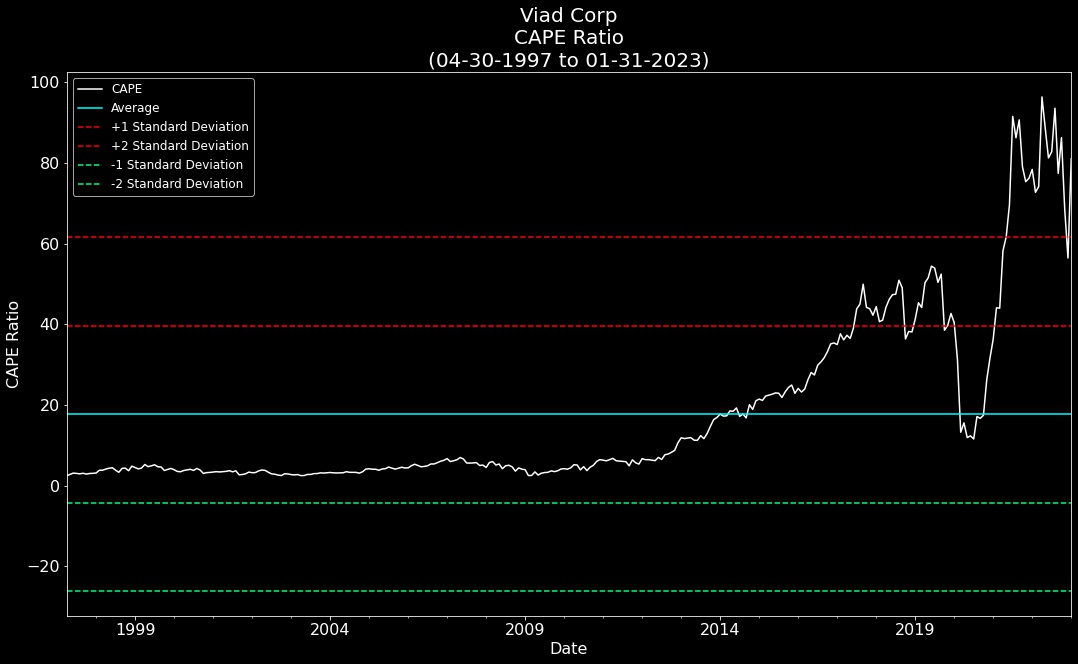 Viad Corp
CAPE Ratio
(04-30-1997 to 01-31-2023)
CAPE
Average
+1 Standard Deviation
+2 Standard Deviation
-1 Standard Deviation
-2 Standard Deviation
100
80
60
40
20
0
−20
CAPE Ratio
1999
2004
2009
2014
2019
Date